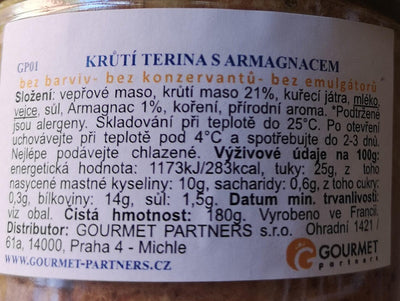 GP01
KRŮTÍ TERINA S ARMAGNACEM
bez barviv- bez konzervantů- bez emulgátorů
Složení: vepřové maso, krůtí maso 21%, kuřecí játra, mléko,
vejce, sůl, Armagnac 1%, koření, přírodní aroma. *Podtržené
jsou alergeny. Skladování při teplotě do 25°C. Po otevření
uchovávejte při teplotě pod 4°C a spotřebujte do 2-3 dnů.
Nejlépe podávejte chlazené. Výživové údaje na 100g:
energetická hodnota: 1173kJ/283kcal, tuky: 25g, z toho
nasycené mastné kyseliny: 10g, sacharidy: 0,6g, z toho cukry:
0,3g, bílkoviny: 14g, sůl: 1,5g. Datum min. trvanlivosti:
viz obal. Čistá hmotnost: 180g. Vyrobeno ve Francii.
Distributor: GOURMET PARTNERS s.r.o. Ohradní 1421 /
61a, 14000, Praha 4 - Michle
GOURMET
partners
WWW.GOURMET-PARTNERS.CZ